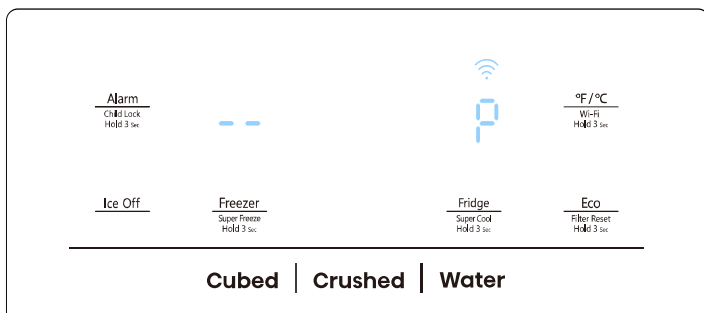 Alarm
Child Lock
Hold 3 Sec
-- P
°F/°C
Wi-Fi
Hold 3 Sec
Ice Off
Freezer
Super Freeze
Hold 3 Sec
Fridge
Super Cool
Hold 3 Sec
Eco
Filter Reset
Hold 3 Sec
Cubed | Crushed | Water